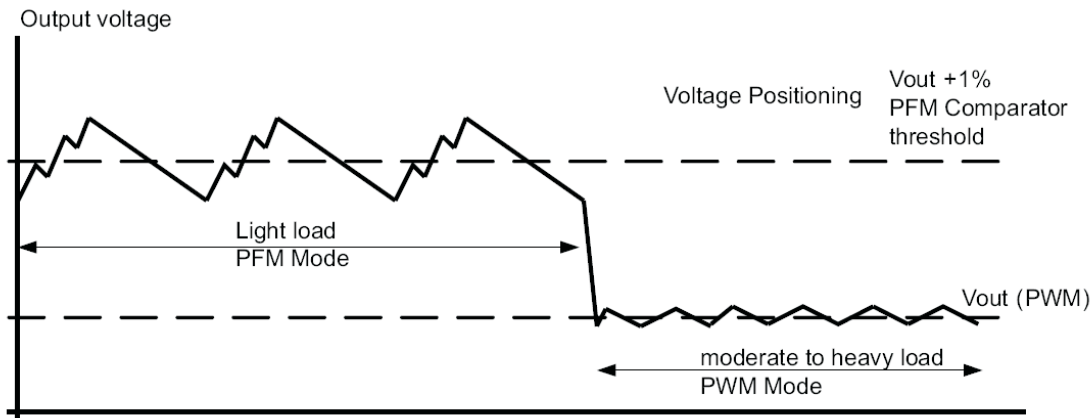 Output voltage
Voltage Positioning
Vout +1%
PFM Comparator
threshold
Light load
PFM Mode
Vout (PWM)
moderate to heavy load
PWM Mode